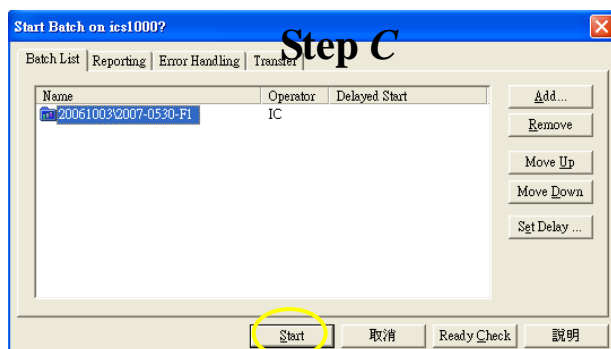 Start Batch on ics1000?
Step C
Batch List Reporting Error Handling Transfer
Name Operator Delayed Start
20061003\2007-0530-F1 IC
Add...
Remove
Move Up
Move Down
Set Delay ...
Start 取消 Ready Check 說明